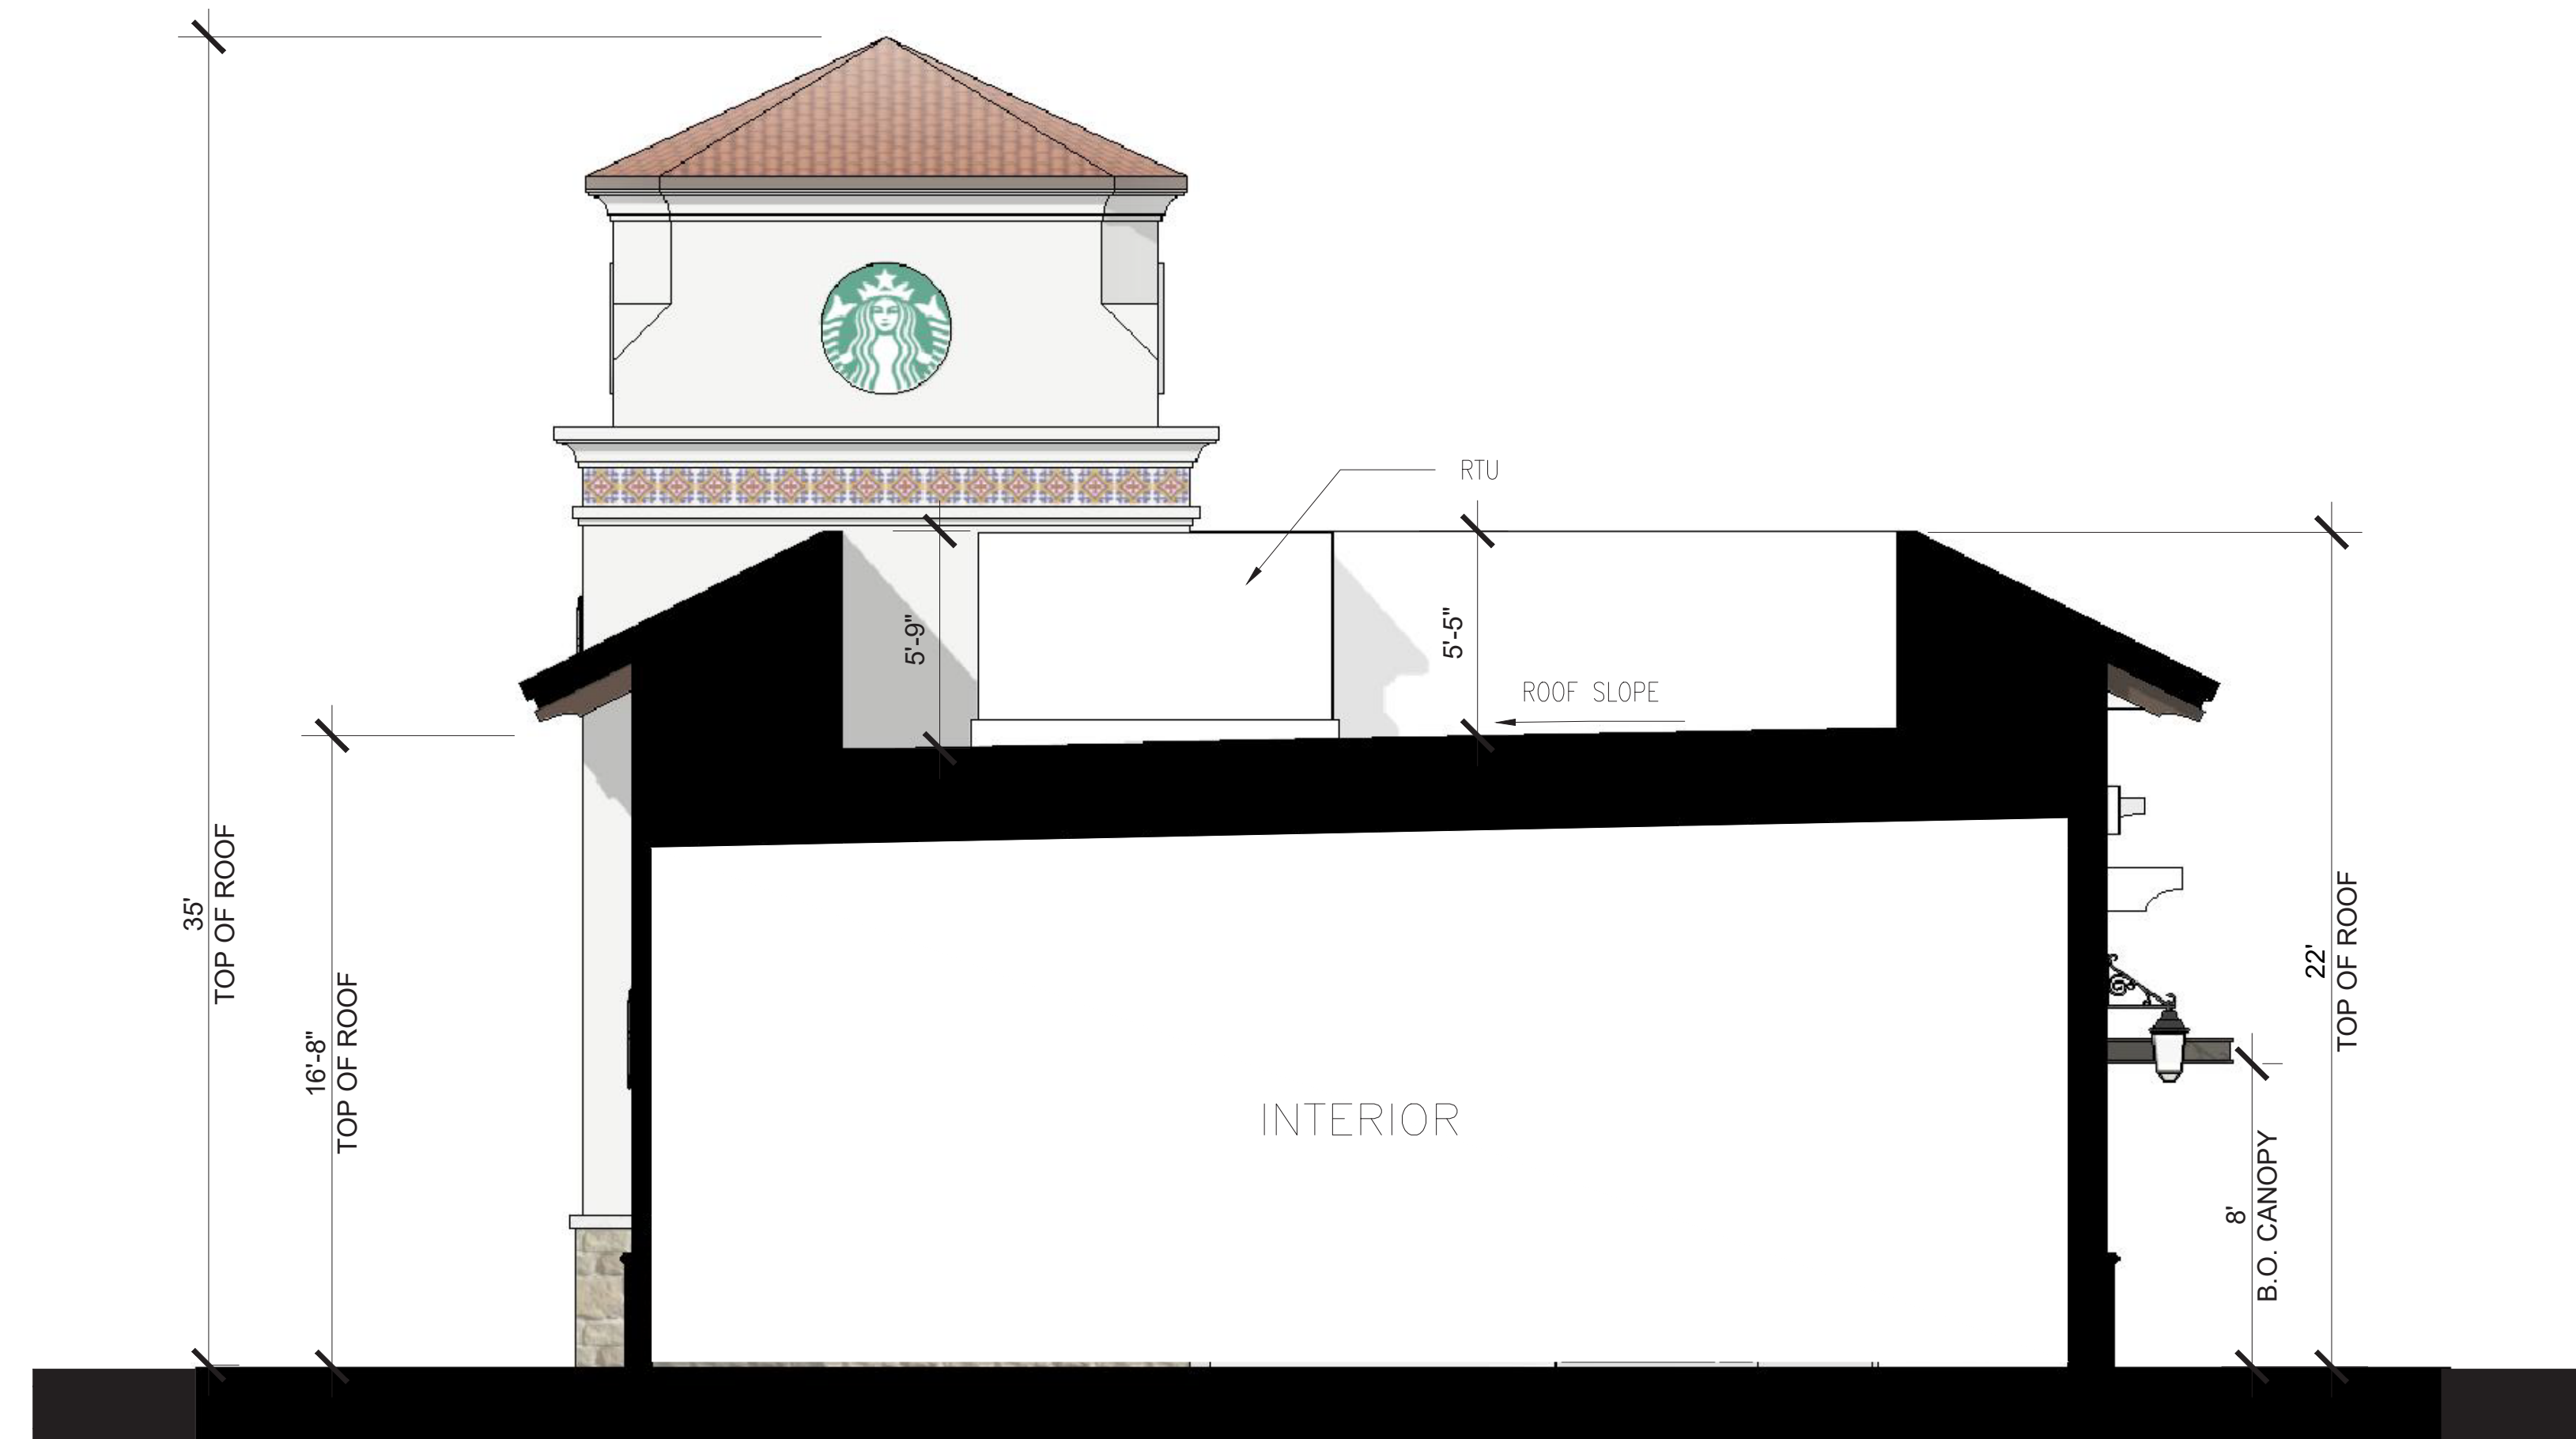 RTU
5'-9"
5'-5"
ROOF SLOPE
35'
TOP OF ROOF
16'-8"
TOP OF ROOF
22'
TOP OF ROOF
8'
B.O. CANOPY
INTERIOR